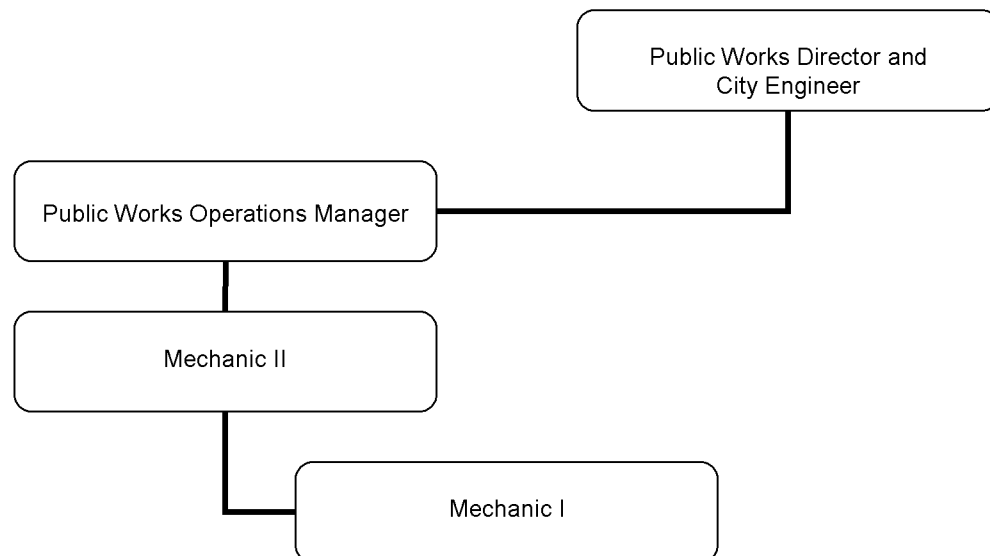 Public Works Director and
City Engineer
Public Works Operations Manager
Mechanic II
Mechanic I